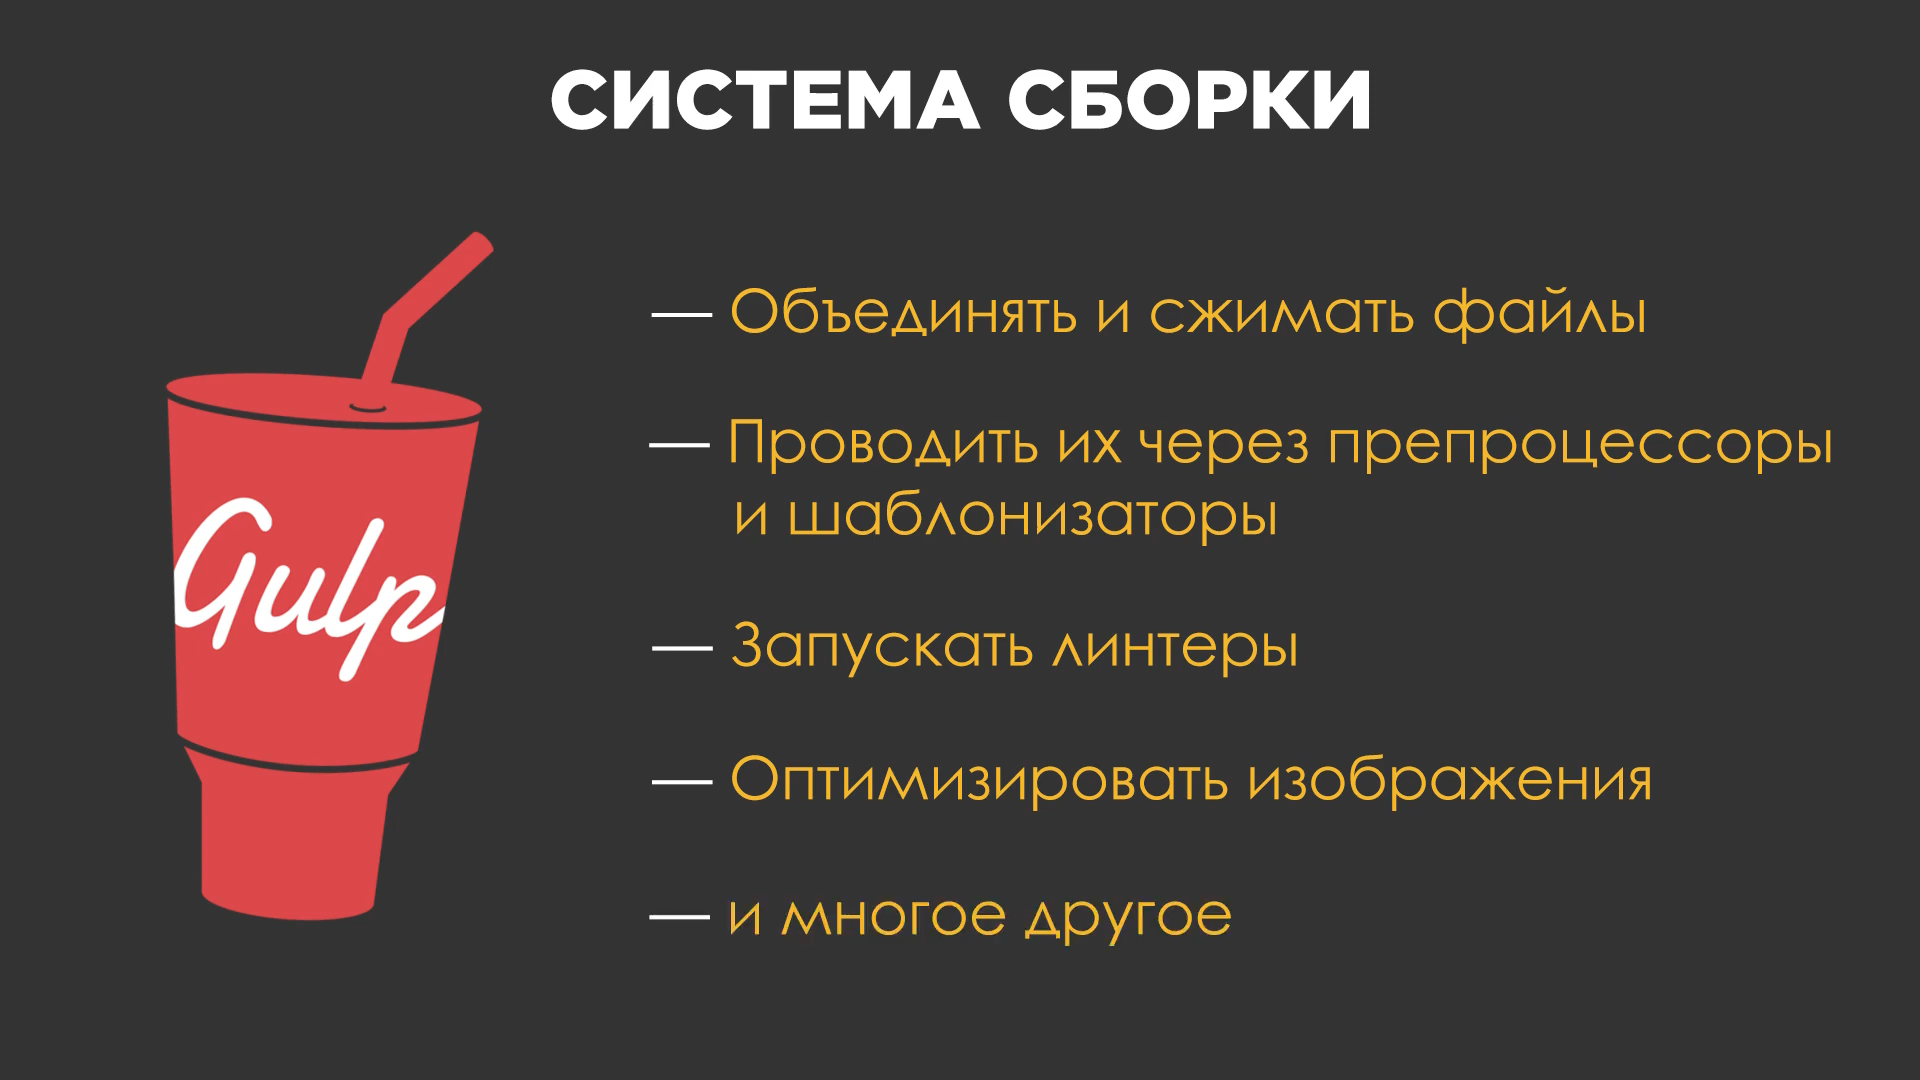 СИСТЕМА СБОРКИ
Gulp
— Объединять и сжимать файлы
— Проводить их через препроцессоры
и шаблонизаторы
— Запускать линтеры
— Оптимизировать изображения
— и многое другое